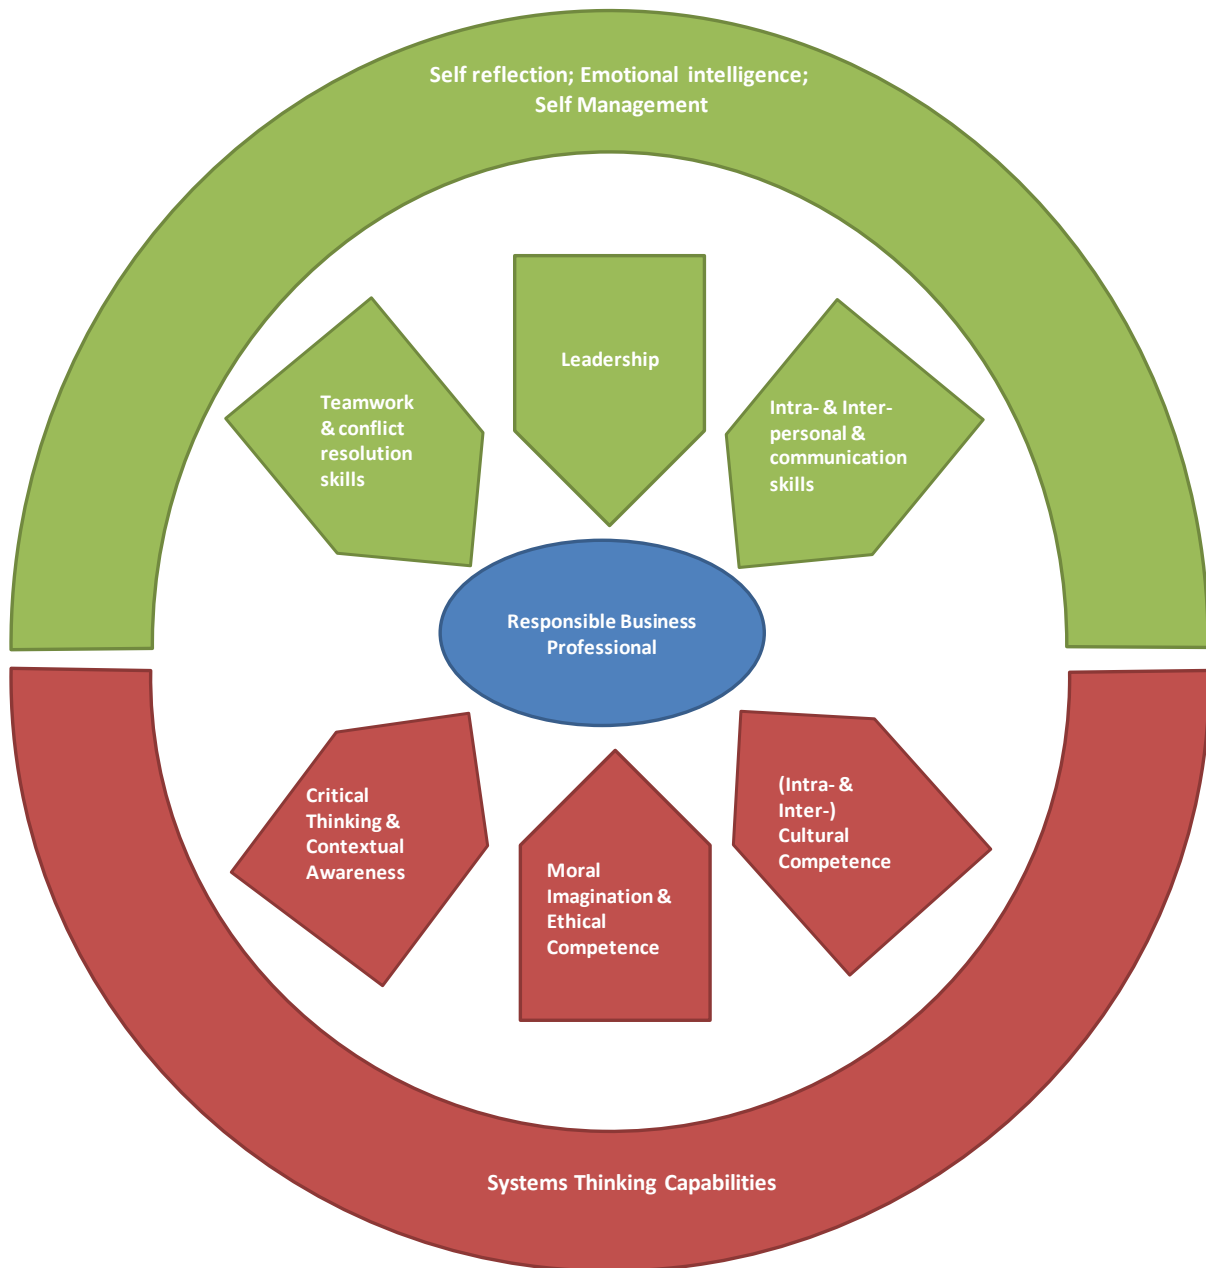 Self reflection; Emotional intelligence;
Self Management
Leadership
Teamwork
& conflict
resolution
skills
Intra- & Inter-
personal &
communication
skills
Responsible Business
Professional
Critical
Thinking &
Contextual
Awareness
Moral
Imagination &
Ethical
Competence
(Intra- &
Inter-)
Cultural
Competence
Systems Thinking Capabilities